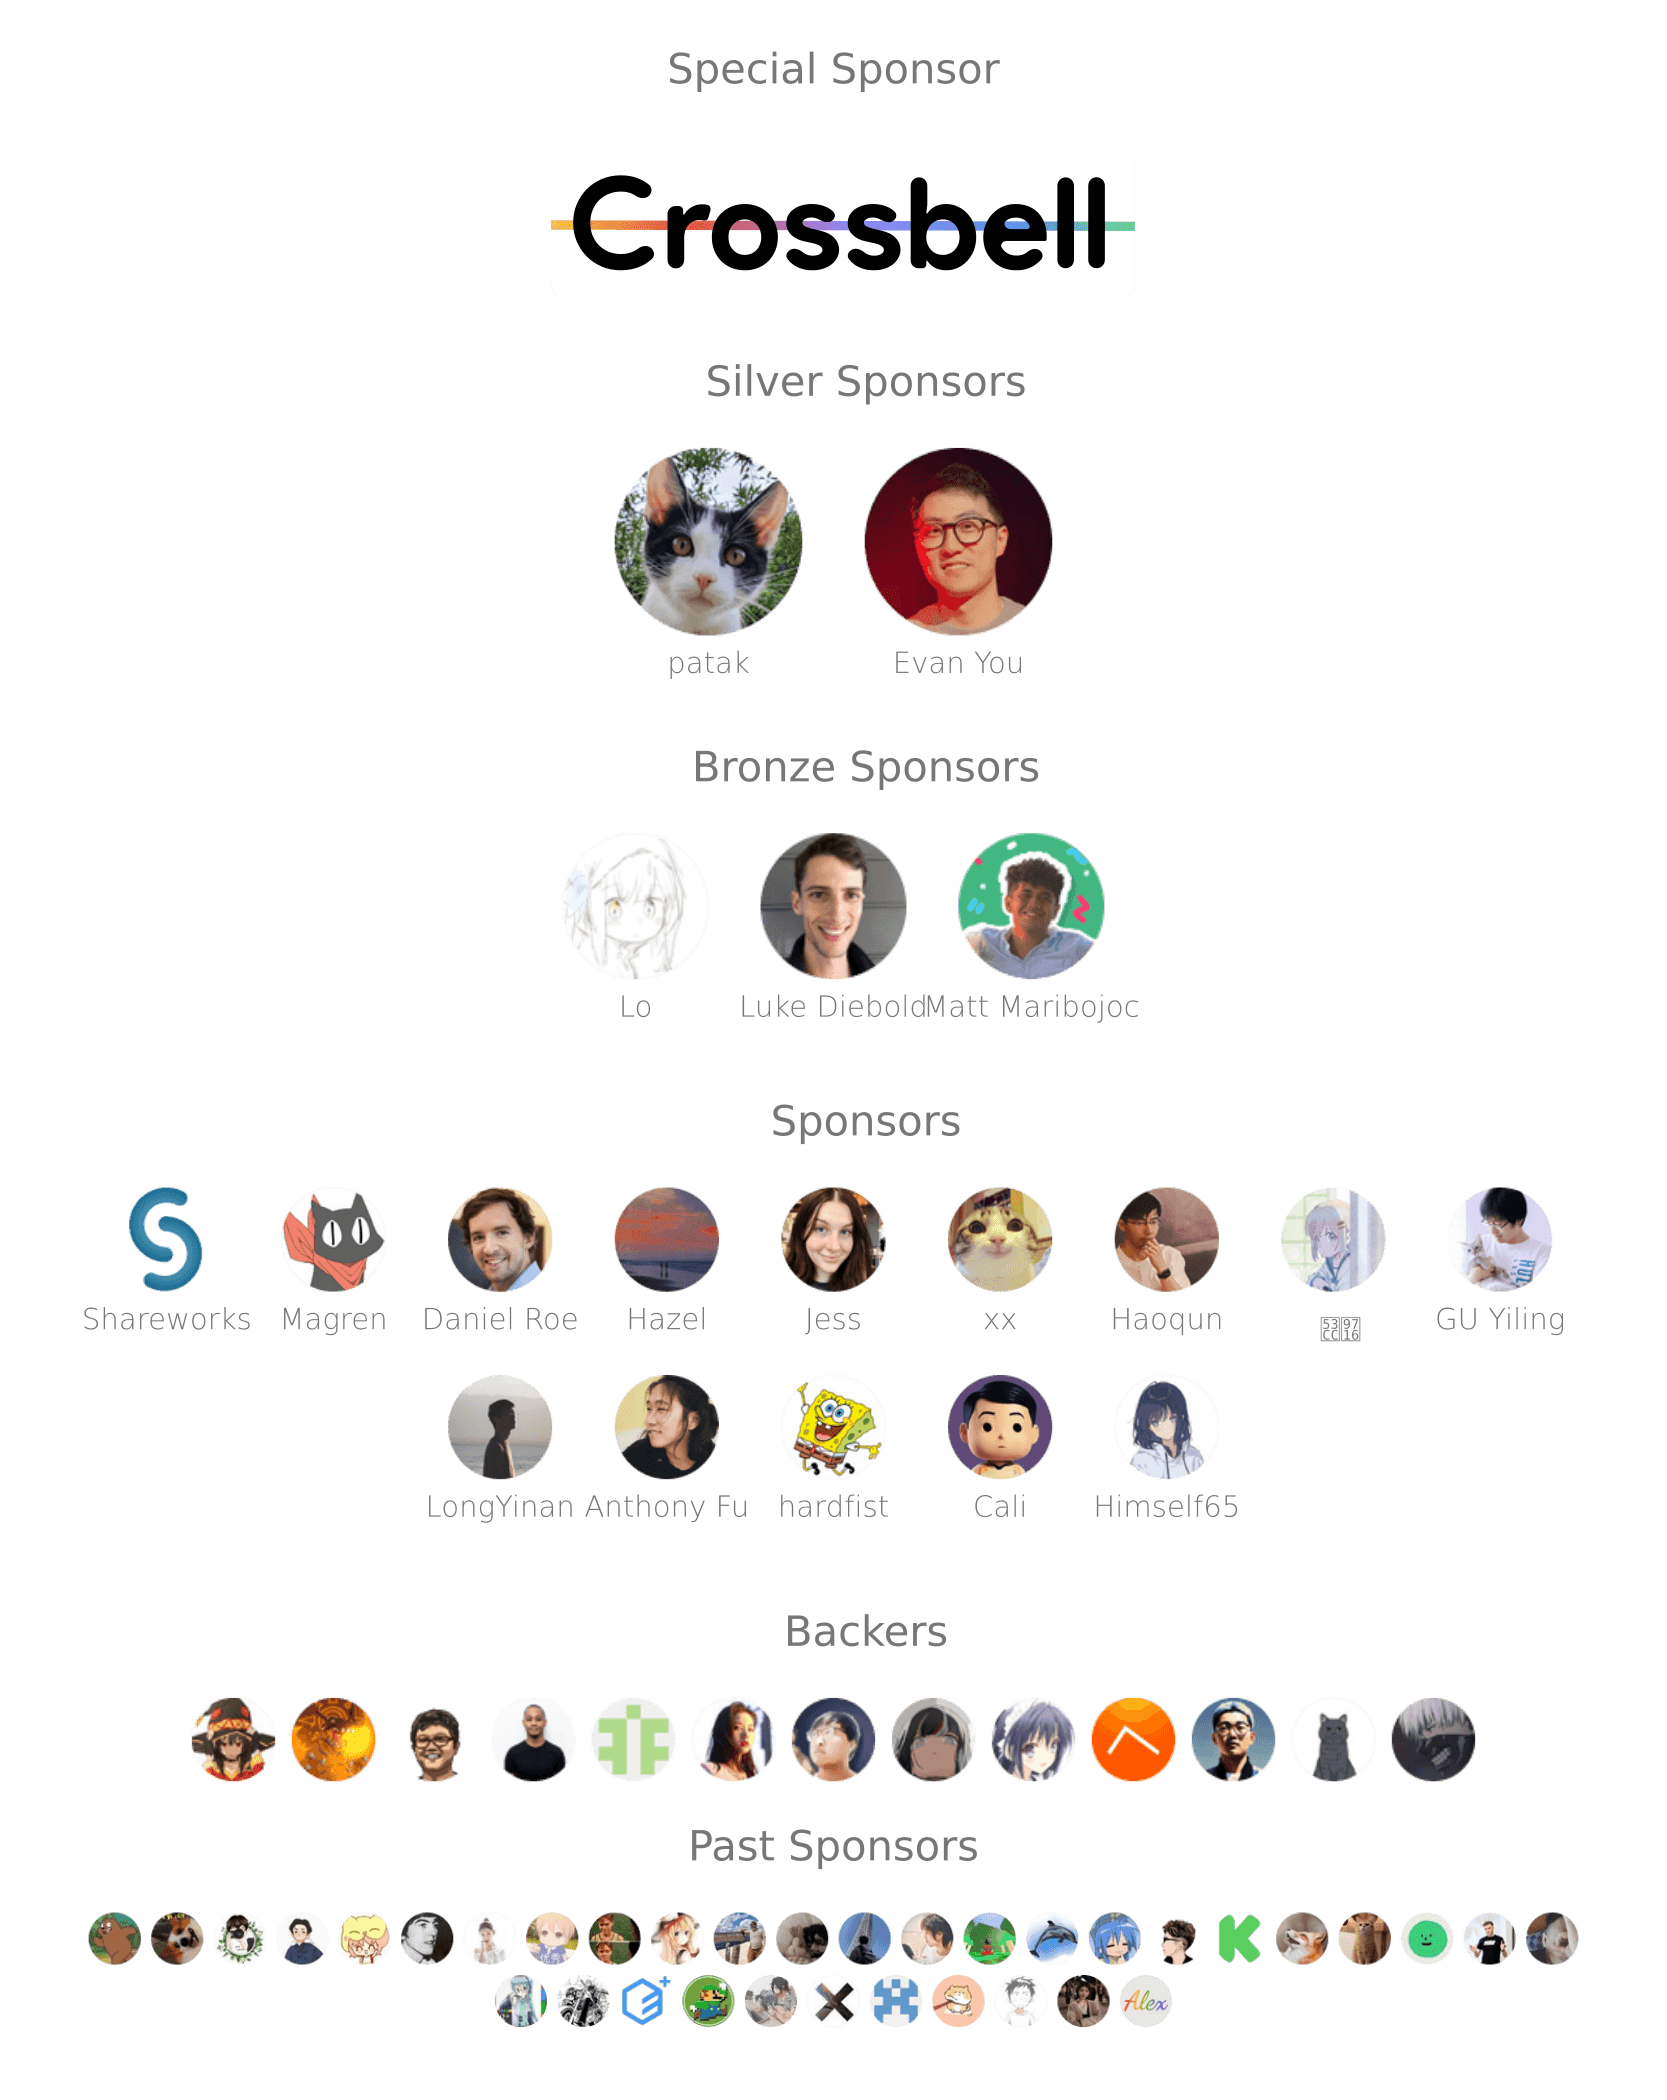 Special Sponsor
Crossbell
Silver Sponsors
patak Evan You
Bronze Sponsors
Lo Luke Diebold Matt Maribojoc
Sponsors
Shareworks Magren Daniel Roe Hazel Jess xx Haoqun GU Yiling
LongYinan Anthony Fu hardfist Cali Himself65
Backers
Past Sponsors
Alex